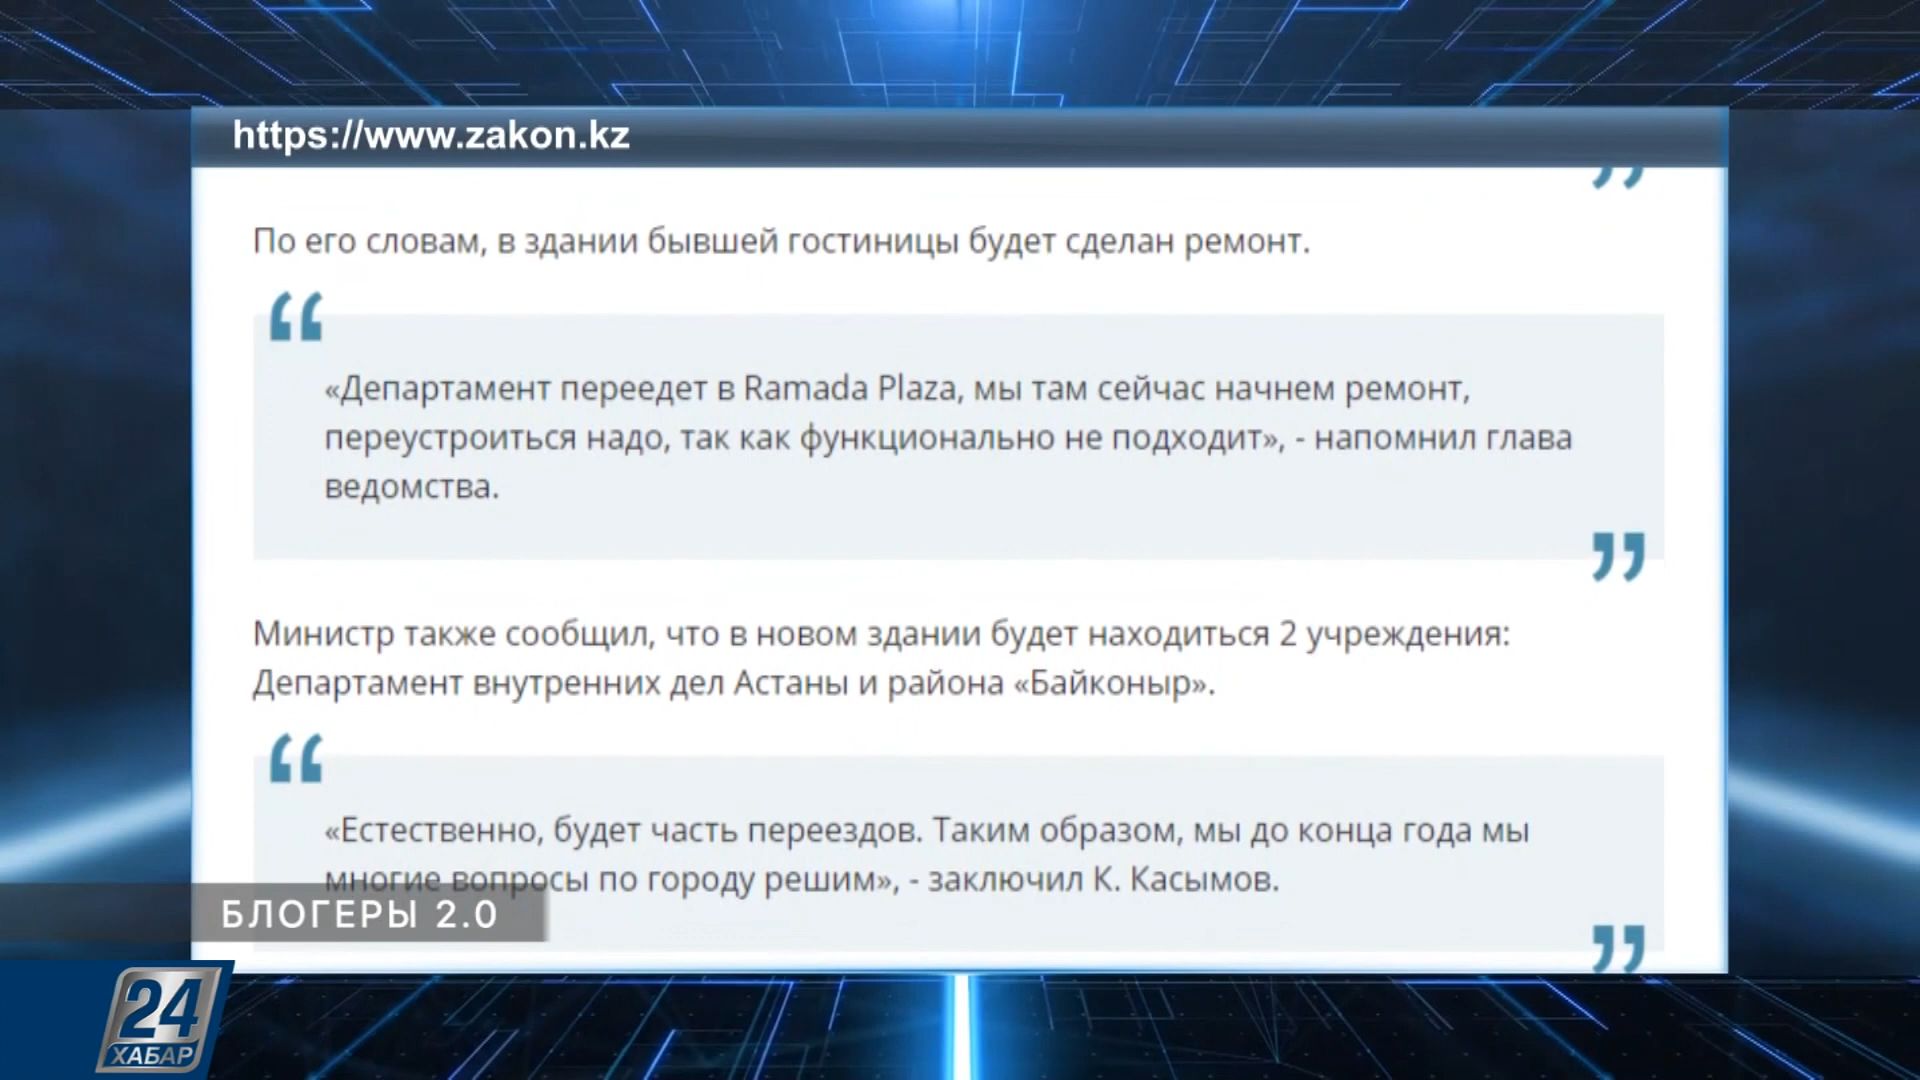 https://www.zakon.kz
”
По его словам, в здании бывшей гостиницы будет сделан ремонт.
“
«Департамент переедет в Ramada Plaza, мы там сейчас начнем ремонт,
переустроиться надо, так как функционально не подходит», - напомнил глава
ведомства.
”
Министр также сообщил, что в новом здании будет находиться 2 учреждения:
Департамент внутренних дел Астаны и района «Байконыр».
“
«Естественно, будет часть переездов. Таким образом, мы до конца года мы
многие вопросы по городу решим», - заключил К. Касымов.
”
БЛОГЕРЫ 2.0
24
ХАБАР